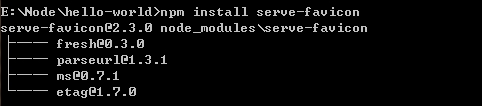 E:\Node\hello-world>npm install serve-favicon
serve-favicon@2.3.0 node_modules\serve-favicon
├── fresh@0.3.0
├── parseurl@1.3.1
├── ms@0.7.1
└── etag@1.7.0